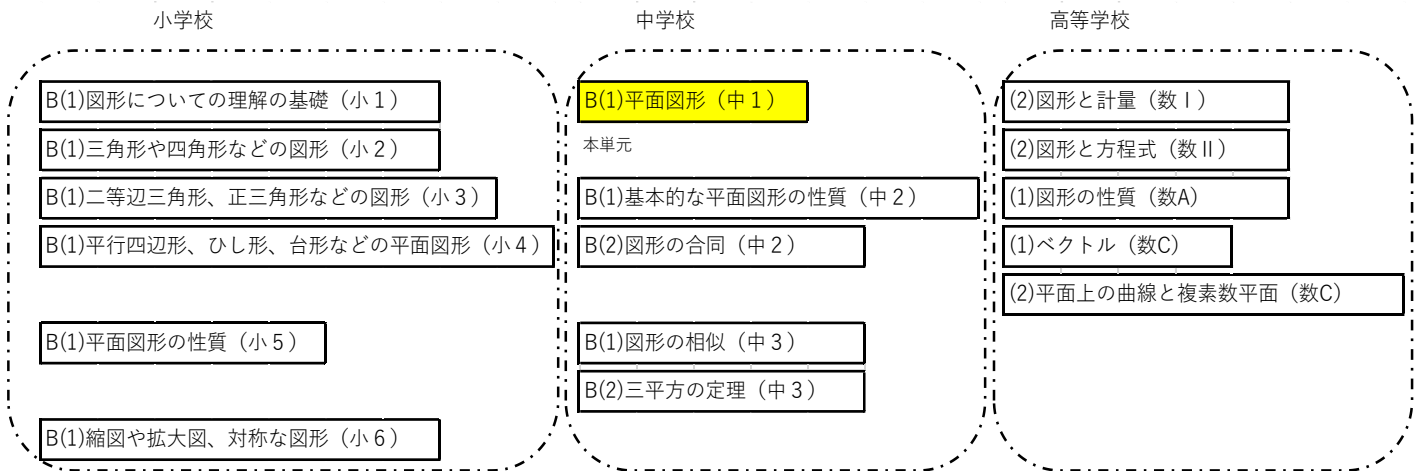 小学校
B(1)図形についての理解の基礎（小１）
B(1)三角形や四角形などの図形（小２）
B(1)二等辺三角形、正三角形などの図形（小３）
B(1)平行四辺形、ひし形、台形などの平面図形（小４）
B(1)平面図形の性質（小５）
B(1)縮図や拡大図、対称な図形（小６）
中学校
B(1)平面図形（中１）
本単元
B(1)基本的な平面図形の性質（中２）
B(2)図形の合同（中２）
B(1)図形の相似（中３）
B(2)三平方の定理（中３）
高等学校
(2)図形と計量（数Ⅰ）
(2)図形と方程式（数Ⅱ）
(1)図形の性質（数A）
(1)ベクトル（数C）
(2)平面上の曲線と複素数平面（数C）